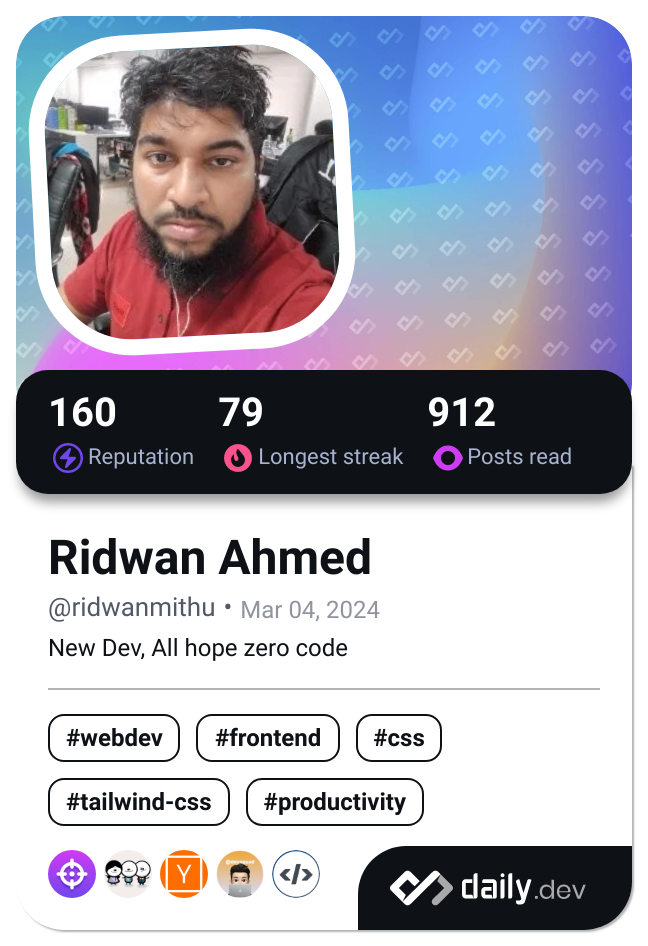 160 79 912
Reputation Longest streak Posts read
Ridwan Ahmed
@ridwanmithu • Mar 04, 2024
New Dev, All hope zero code
#webdev #frontend #css
#tailwind-css #productivity
Y </>
daily.dev